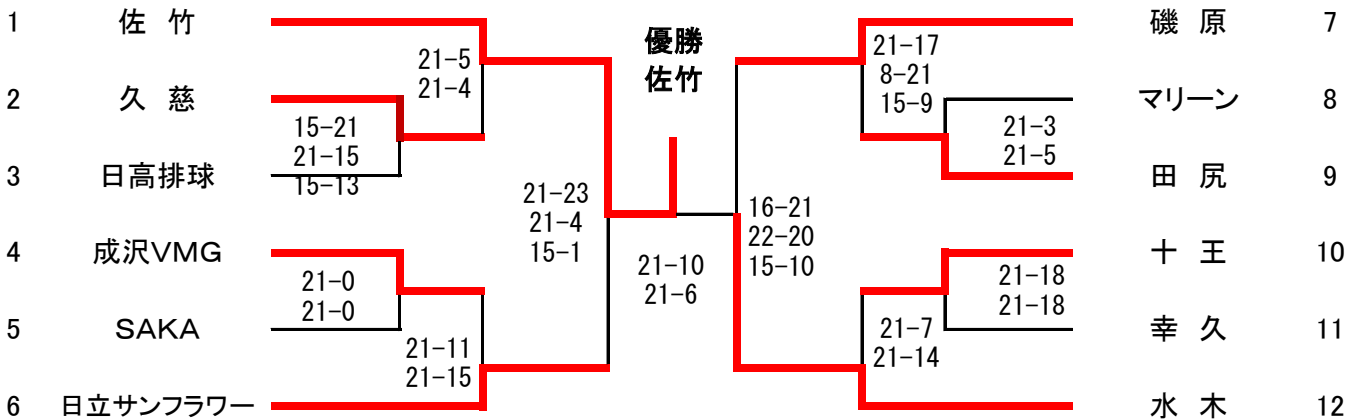 1 佐 竹
2 久 慈
3 日高排球
4 成沢VMG
5 SAKA
6 日立サンフラワー
21-5
21-4
15-21
21-15
15-13
21-0
21-0
21-11
21-15
21-23
21-4
15-1
優勝
佐竹
21-10
21-6
16-21
22-20
15-10
21-17
8-21
15-9
21-3
21-5
21-18
21-18
21-7
21-14
磯 原 7
マリーン 8
田 尻 9
十 王 10
幸 久 11
水 木 12